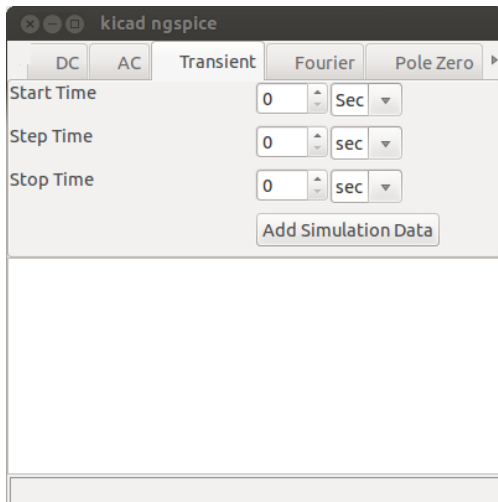 kicad ngspice
DC AC Transient Fourier Pole Zero
Start Time 0 Sec
Step Time 0 sec
Stop Time 0 sec
Add Simulation Data